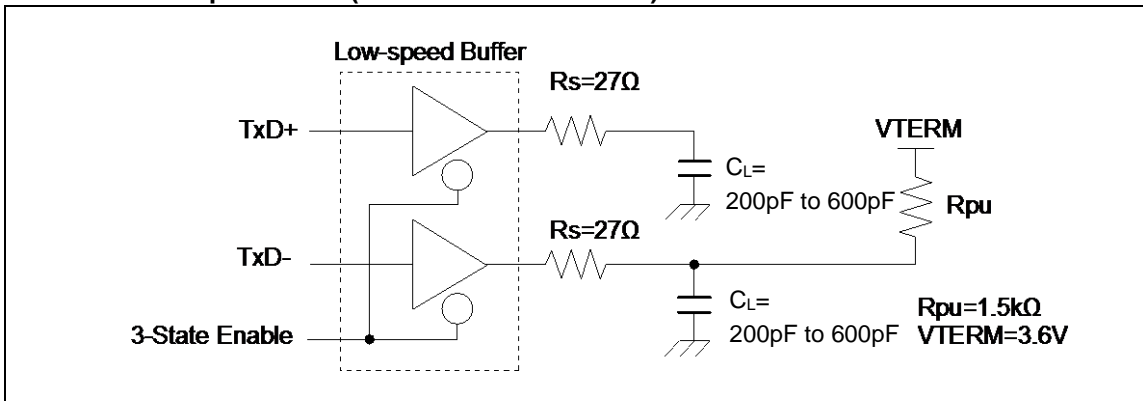 Low-speed Buffer
Rs=27Ω
TxD+
VTERM
CL=
200pF to 600pF
Rpu
Rs=27Ω
TxD-
CL=
200pF to 600pF
Rpu=1.5kΩ
VTERM=3.6V
3-State Enable